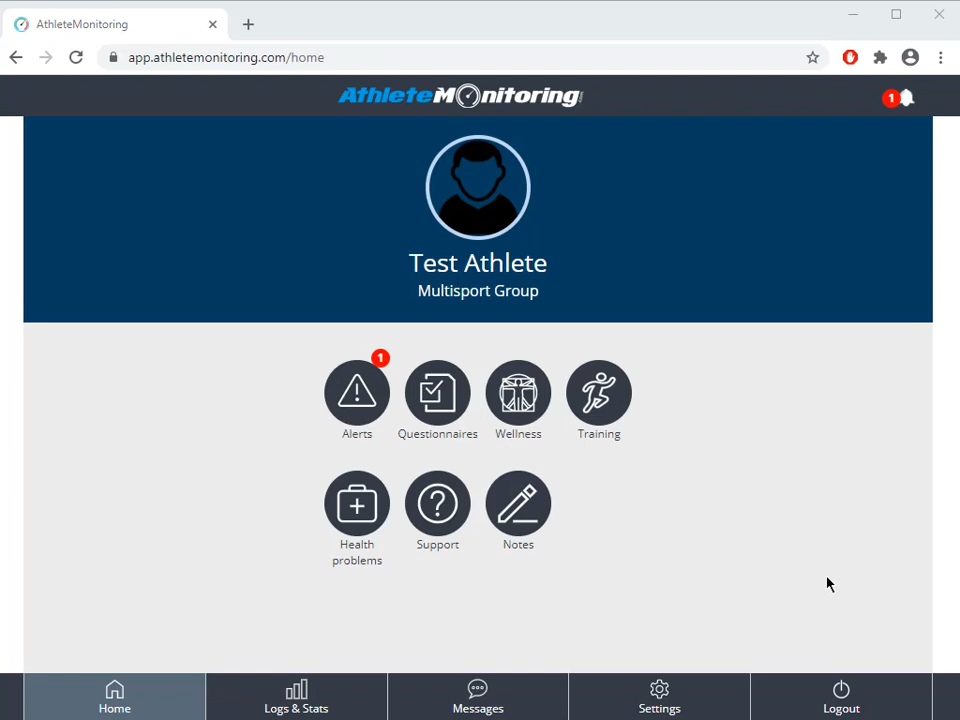 AthleteMonitoring
app.athletemonitoring.com/home
AthleteMonitoring
1
Test Athlete
Multisport Group
1
Alerts
Questionnaires
Wellness
Training
Health
problems
Support
Notes
Home
Logs & Stats
Messages
Settings
Logout